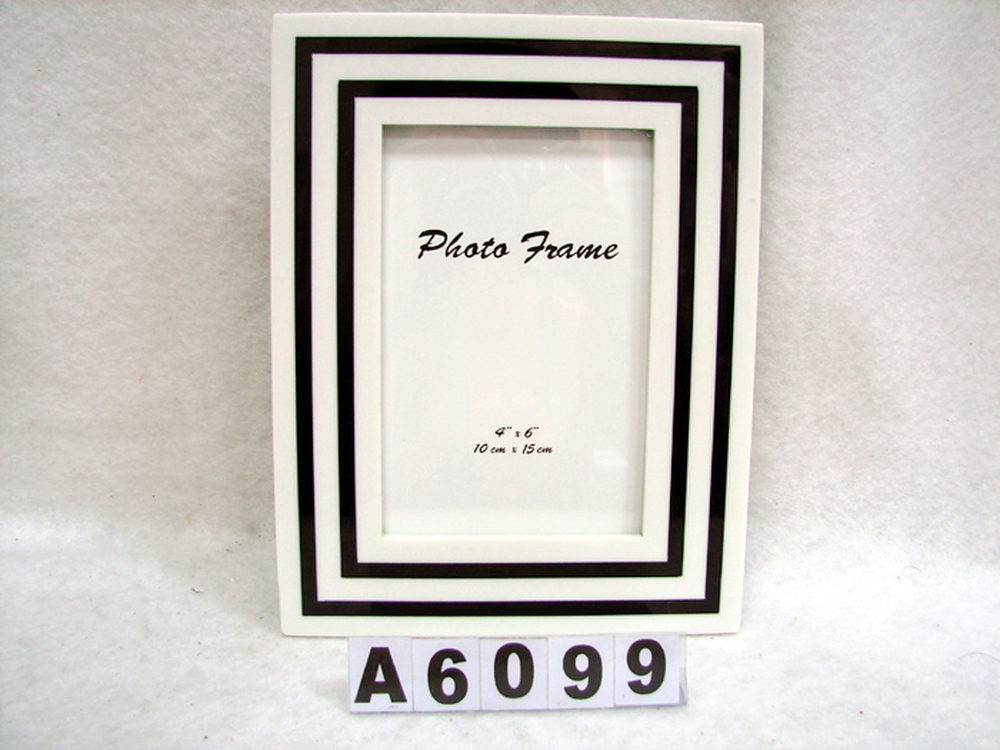 Photo Frame
4" x 6"
10 cm x 15 cm
A6099